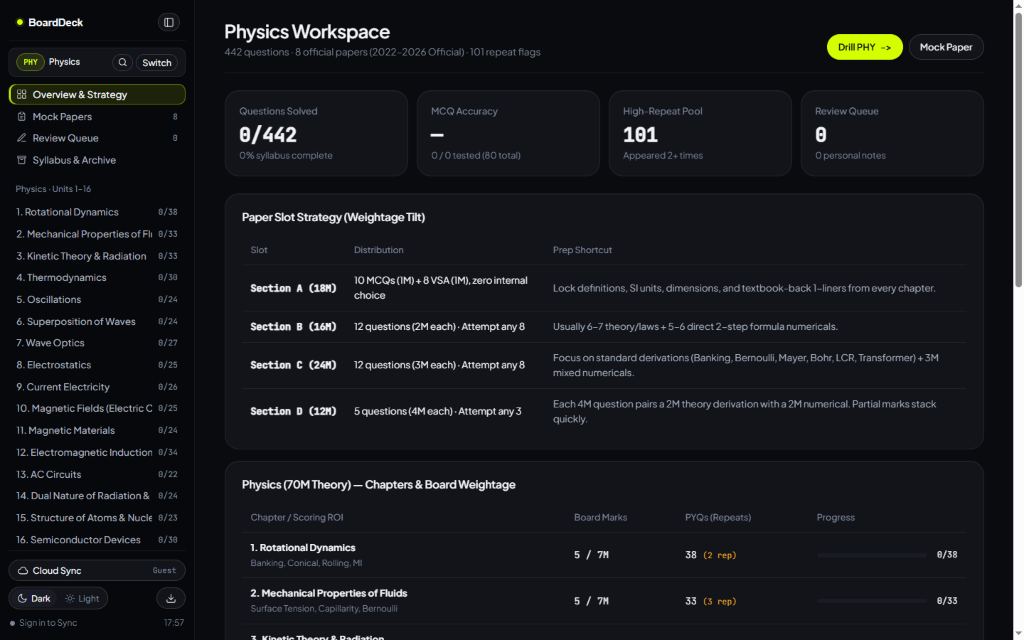 BoardDeck
PHY Physics Switch
Overview & Strategy
Mock Papers 8
Review Queue 0
Syllabus & Archive
Physics · Units 1–16
1. Rotational Dynamics 0/38
2. Mechanical Properties of Fl 0/33
3. Kinetic Theory & Radiation 0/33
4. Thermodynamics 0/30
5. Oscillations 0/24
6. Superposition of Waves 0/24
7. Wave Optics 0/27
8. Electrostatics 0/25
9. Current Electricity 0/26
10. Magnetic Fields (Electric C 0/25
11. Magnetic Materials 0/24
12. Electromagnetic Induction 0/34
13. AC Circuits 0/22
14. Dual Nature of Radiation & 0/24
15. Structure of Atoms & Nucle 0/23
16. Semiconductor Devices 0/30
Cloud Sync Guest
Dark Light
Sign in to Sync 17:57
Physics Workspace
442 questions · 8 official papers (2022-2026 Official) · 101 repeat flags
Drill PHY ->
Mock Paper
Questions Solved
0/442
0% syllabus complete
MCQ Accuracy
—
0 / 0 tested (80 total)
High-Repeat Pool
101
Appeared 2+ times
Review Queue
0
0 personal notes
Paper Slot Strategy (Weightage Tilt)
Slot Distribution Prep Shortcut
Section A (18M) 10 MCQs (1M) + 8 VSA (1M), zero internal choice Lock definitions, SI units, dimensions, and textbook-back 1-liners from every chapter.
Section B (16M) 12 questions (2M each) · Attempt any 8 Usually 6–7 theory/laws + 5–6 direct 2-step formula numericals.
Section C (24M) 12 questions (3M each) · Attempt any 8 Focus on standard derivations (Banking, Bernoulli, Mayer, Bohr, LCR, Transformer) + 3M mixed numericals.
Section D (12M) 5 questions (4M each) · Attempt any 3 Each 4M question pairs a 2M theory derivation with a 2M numerical. Partial marks stack quickly.
Physics (70M Theory) — Chapters & Board Weightage
Chapter / Scoring ROI Board Marks PYQs (Repeats) Progress
1. Rotational Dynamics
Banking, Conical, Rolling, MI
5 / 7M 38 (2 rep) 0/38
2. Mechanical Properties of Fluids
Surface Tension, Capillarity, Bernoulli
5 / 7M 33 (3 rep) 0/33
3. Kinetic Theory & Radiation